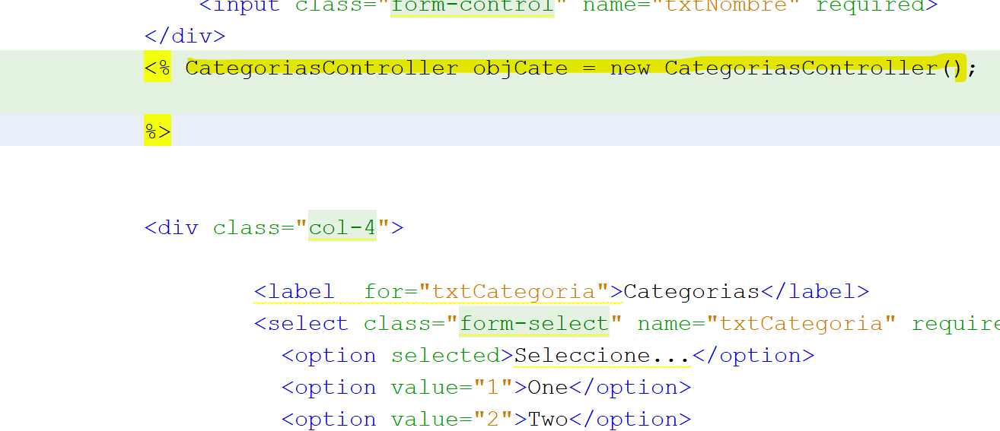 <input class="form-control" name="txtNombre" required>
</div>
<% CategoriasController objCate = new CategoriasController();
%>
<div class="col-4">
<label  for="txtCategoria">Categorias</label>
<select class="form-select" name="txtCategoria" require
<option selected>Seleccione...</option>
<option value="1">One</option>
<option value="2">Two</option>